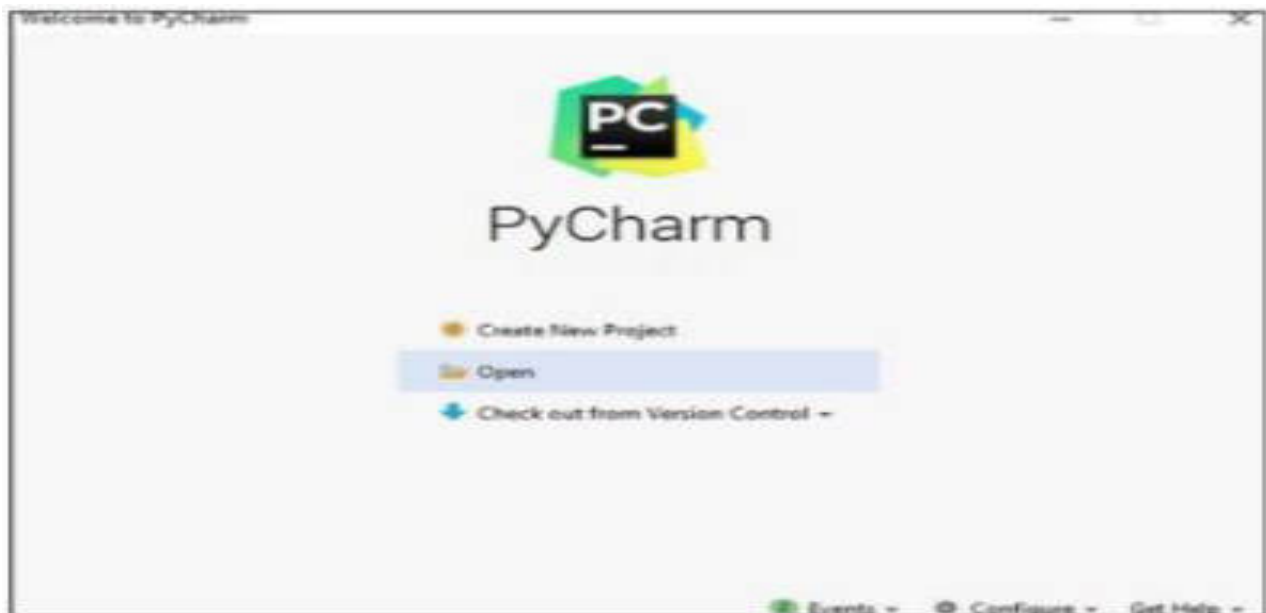 Welcome to PyCharm
PC
PyCharm
Create New Project
Open
Check out from Version Control
Events
Configure
Get Help